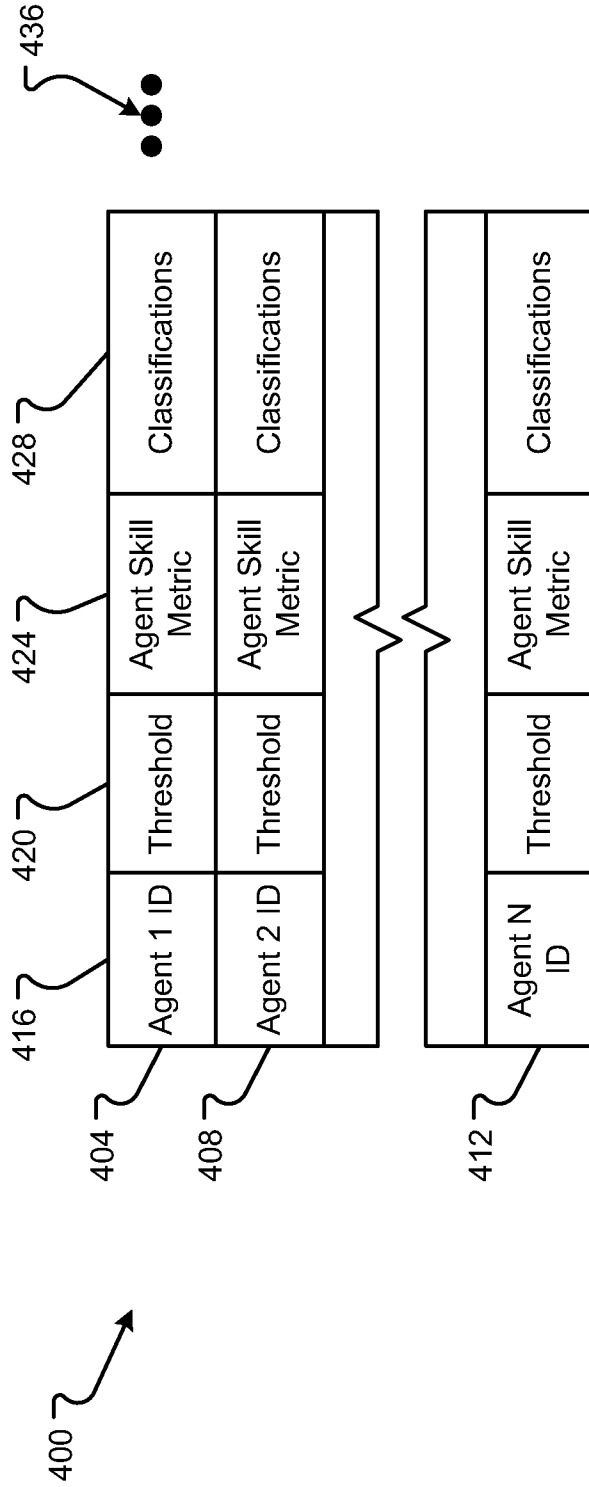 400
416
420
424
428
436
404
Agent 1 ID
Threshold
Agent Skill
Metric
Classifications
408
Agent 2 ID
Threshold
Agent Skill
Metric
Classifications
412
Agent N
ID
Threshold
Agent Skill
Metric
Classifications